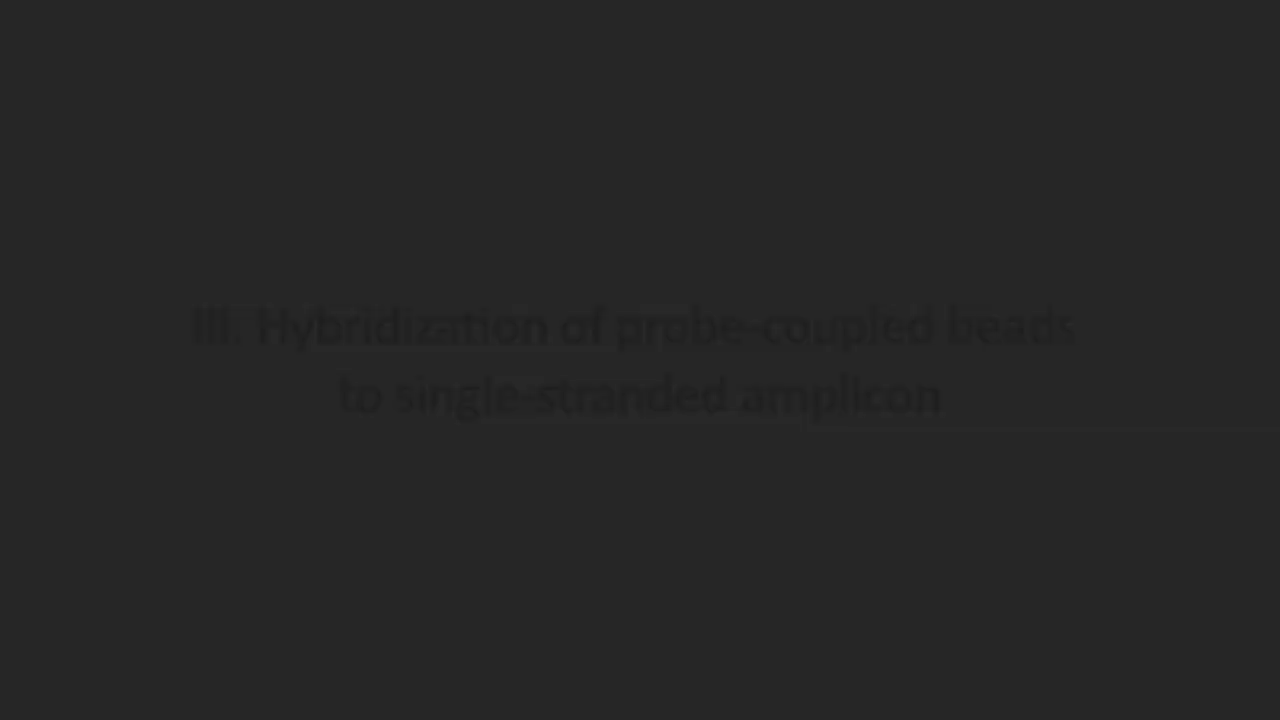 III. Hybridization of probe-coupled beads
to single-stranded amplicon